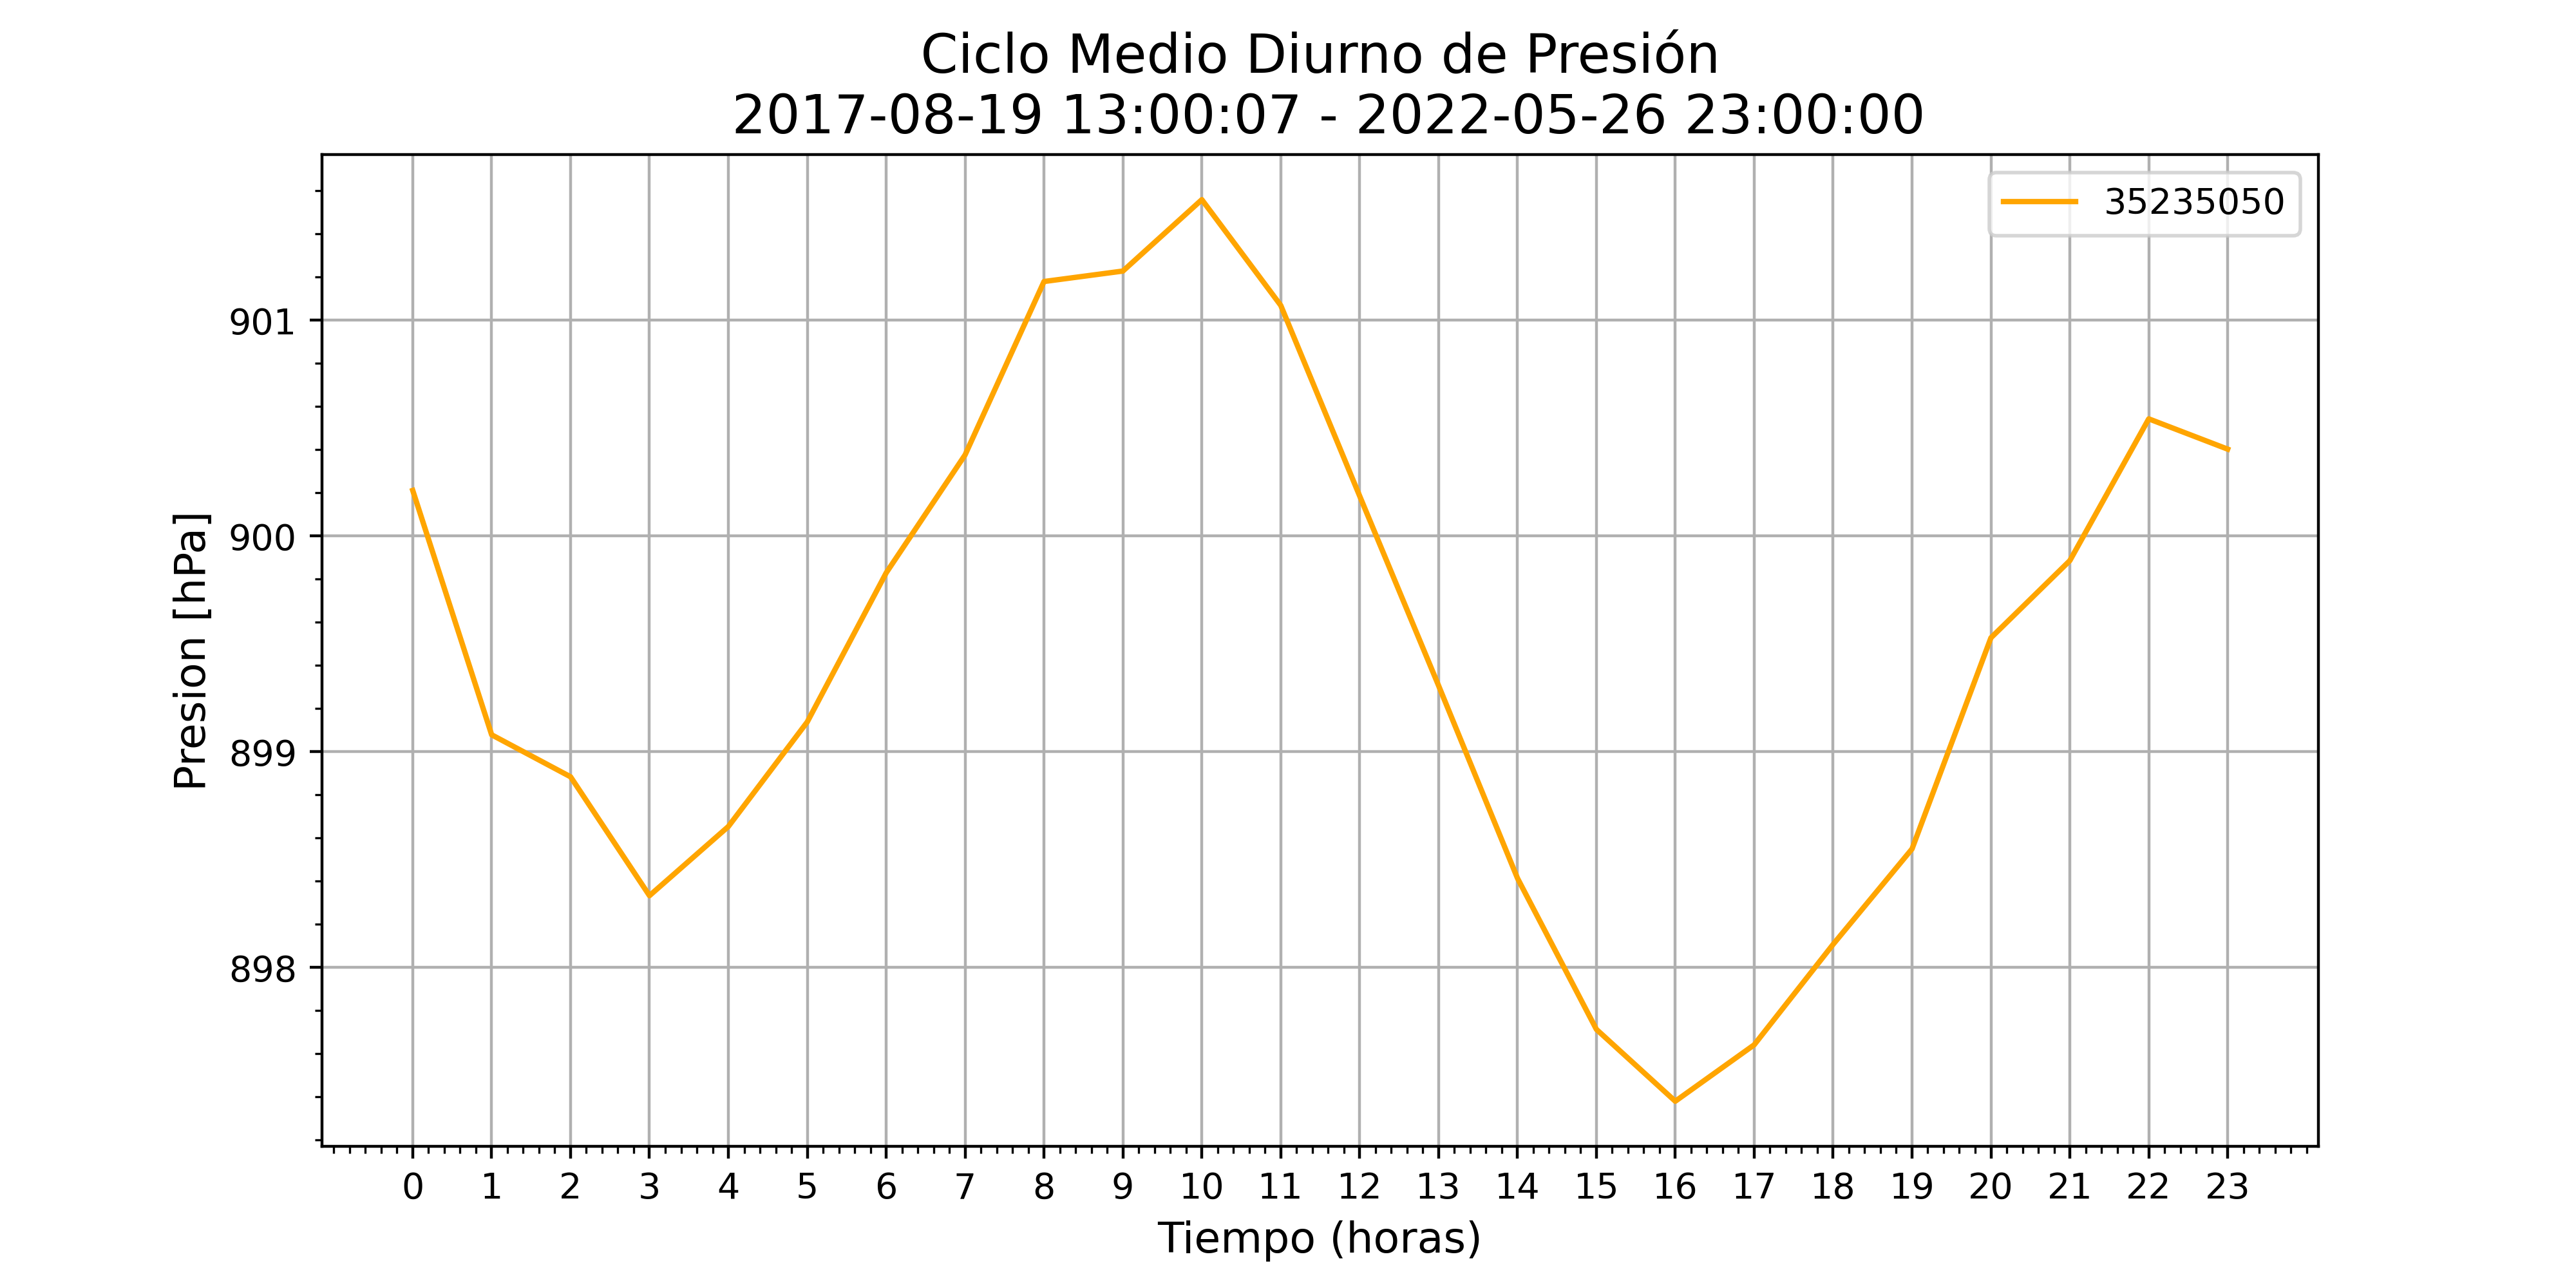 Ciclo Medio Diurno de Presión
2017-08-19 13:00:07 - 2022-05-26 23:00:00
35235050
901
900
899
898
Presion [hPa]
0 1 2 3 4 5 6 7 8 9 10 11 12 13 14 15 16 17 18 19 20 21 22 23
Tiempo (horas)